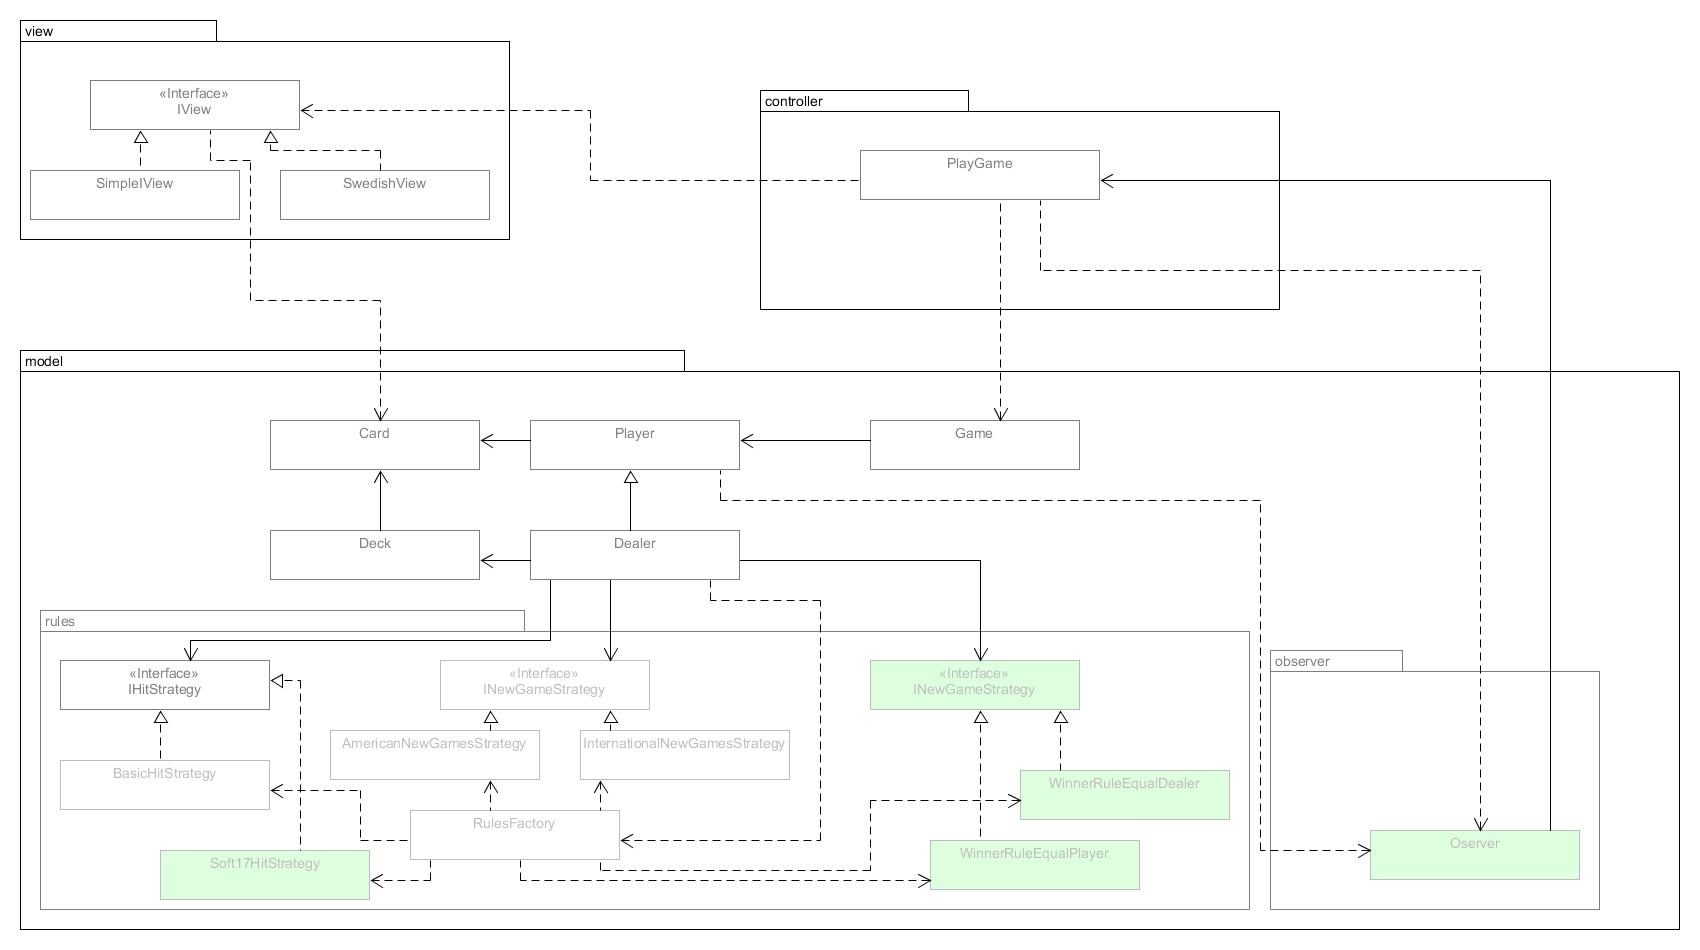 view
«Interface»
IView
SimpleIView
SwedishView
controller
PlayGame
model
Card
Player
Game
Deck
Dealer
rules
«Interface»
IHitStrategy
«Interface»
INewGameStrategy
«Interface»
INewGameStrategy
AmericanNewGamesStrategy
InternationalNewGamesStrategy
BasicHitStrategy
WinnerRuleEqualDealer
RulesFactory
Soft17HitStrategy
WinnerRuleEqualPlayer
observer
Oserver